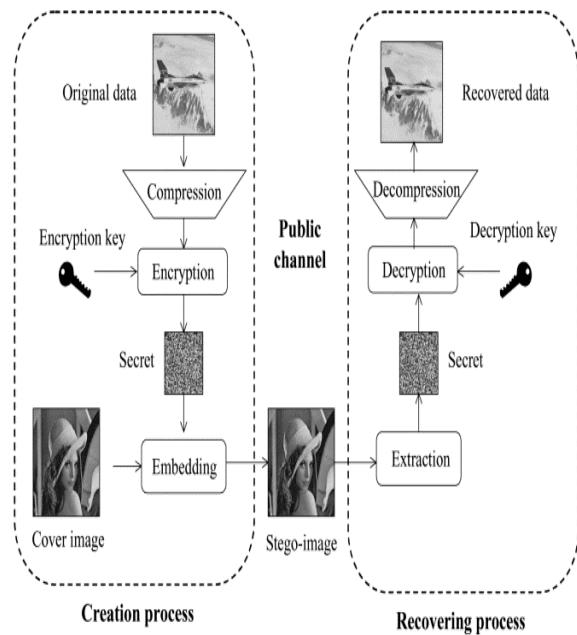 Original data
Compression
Encryption key
Encryption
Secret
Embedding
Cover image
Creation process
Public
channel
Stego-image
Recovered data
Decompression
Decryption key
Decryption
Secret
Extraction
Recovering process